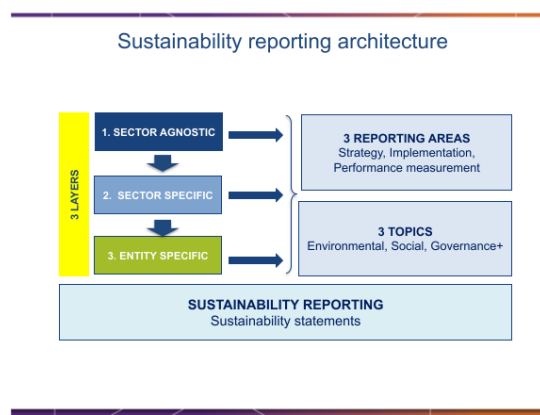 Sustainability reporting architecture
3 LAYERS
1. SECTOR AGNOSTIC
2. SECTOR SPECIFIC
3. ENTITY SPECIFIC
3 REPORTING AREAS
Strategy, Implementation,
Performance measurement
3 TOPICS
Environmental, Social, Governance+
SUSTAINABILITY REPORTING
Sustainability statements